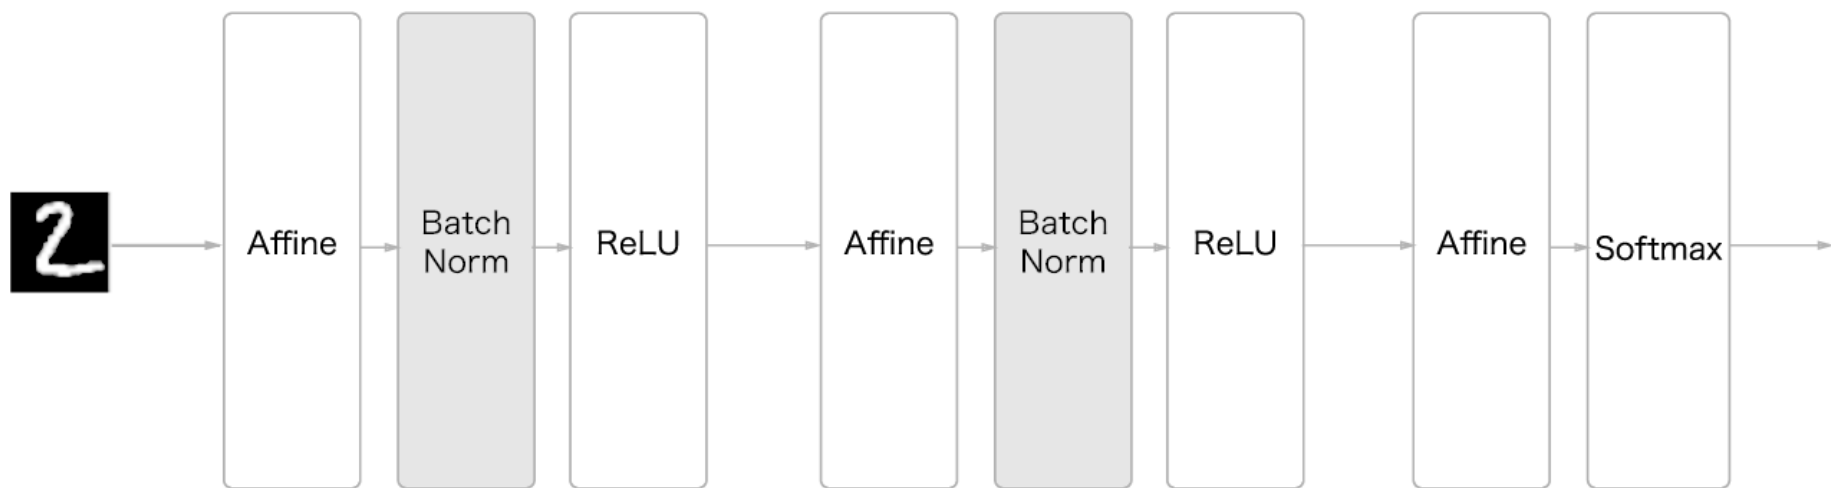 2
Affine
Batch
Norm
ReLU
Affine
Batch
Norm
ReLU
Affine
Softmax